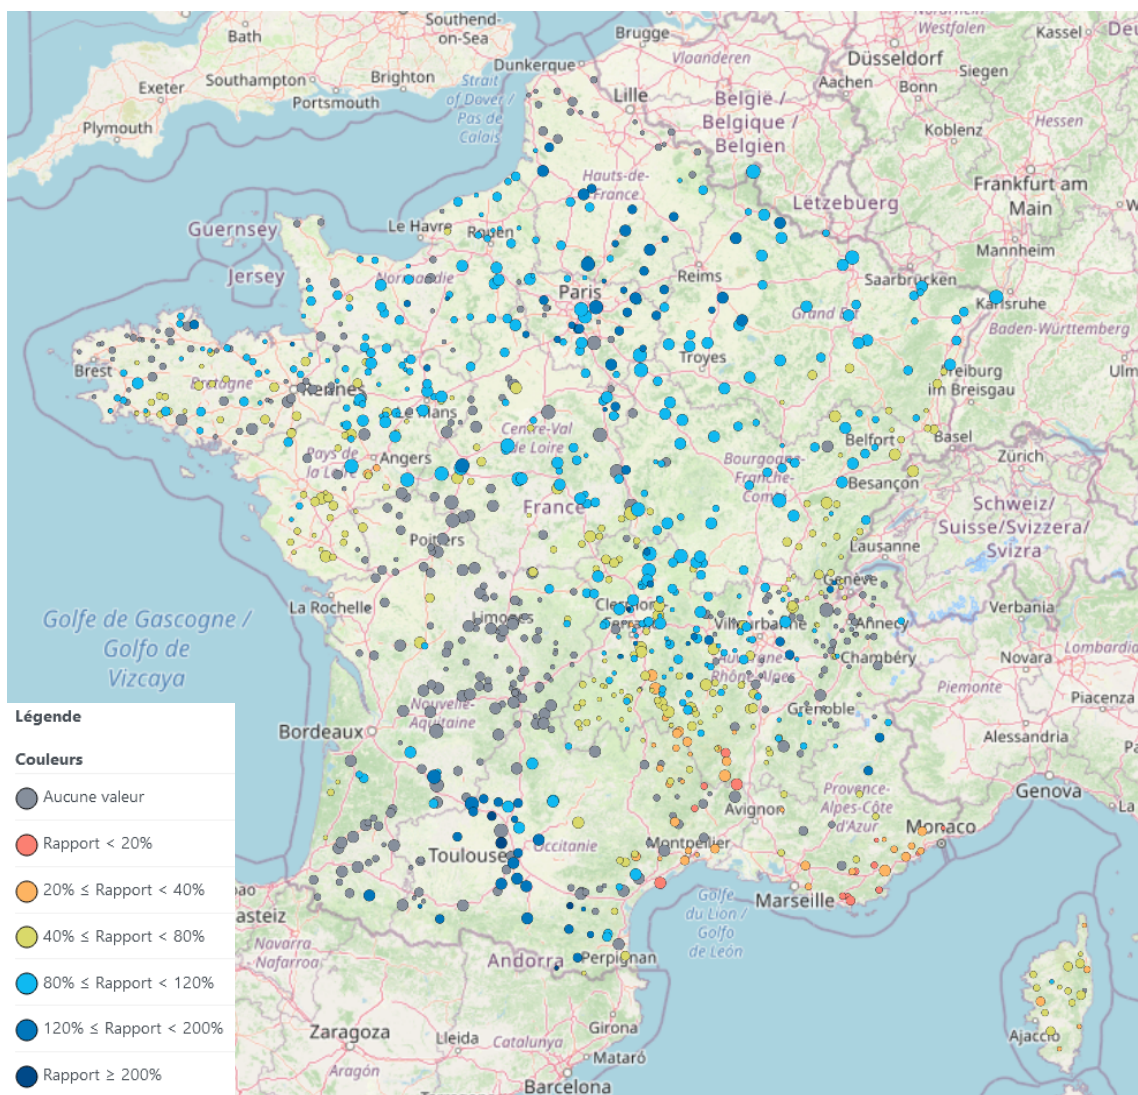 Bath
Southend-
on-Sea
Brugge
Kassel
Nordrhein-
Westfalen
Dunkerque
Vlaanderen
Düsseldorf
Exeter
Southampton
Brighton
Strait
of Dover /
Pas de
Calais
Lille
België /
Belgique /
Belgien
Aachen
Bonn
Siegen
Portsmouth
Plymouth
Koblenz
Hessen
Hauts-de-
France
Frankfurt am
Main
Lëtzebuerg
Guernsey
Le Havre
Rouen
Mannheim
Jersey
Normandie
Reims
Saarbrücken
Paris
Karlsruhe
Grand Est
Baden-Württemberg
Brest
Bretagne
Rennes
Troyes
Freiburg
im Breisgau
Ulm
Le Mans
Centre-Val
de Loire
Belfort
Basel
Pays de
la Loire
Angers
Bourgogne-
Franche-
Comté
Zürich
Besançon
France
Schweiz/
Suisse/Svizzera/
Svizra
Poitiers
Lausanne
Genève
La Rochelle
Limoges
Clermont-
Ferrand
Villeurbanne
Annecy
Verbania
Golfe de Gascogne /
Golfo de
Vizcaya
Auvergne-
Rhône-Alpes
Chambéry
Novara
Lombardia
Piemonte
Piacenza
Nouvelle-
Aquitaine
Grenoble
Bordeaux
Alessandria
Légende
Couleurs
Aucune valeur
Rapport < 20%
20% ≤ Rapport < 40%
40% ≤ Rapport < 80%
80% ≤ Rapport < 120%
120% ≤ Rapport < 200%
Rapport ≥ 200%
Genova
Avignon
Provence-
Alpes-Côte
d'Azur
Monaco
Toulouse
Occitanie
Montpellier
Marseille
Golfe
du Lion /
Golfo
de León
asteiz
Navarra
- Nafarroa
Andorra
Perpignan
Zaragoza
Lleida
Catalunya
Girona
Mataró
Aragón
Barcelona
Ajaccio